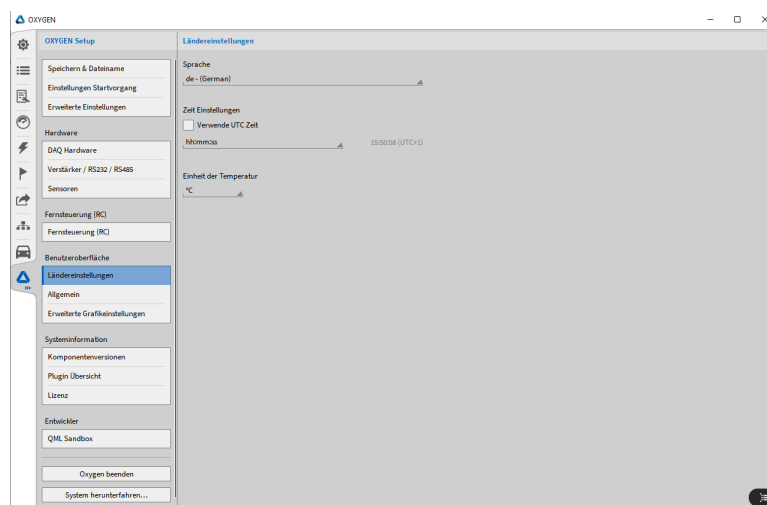 OXYGEN
OXYGEN Setup
Speichern & Dateiname
Einstellungen Startvorgang
Erweiterte Einstellungen
Hardware
DAQ Hardware
Verstärker / RS232 / RS485
Sensoren
Fernsteuerung (RC)
Fernsteuerung (RC)
Benutzeroberfläche
Ländereinstellungen
Allgemein
Erweiterte Grafikeinstellungen
Systeminformation
Komponentenversionen
Plugin Übersicht
Lizenz
Entwickler
QML Sandbox
Oxygen beenden
System herunterfahren...
Ländereinstellungen
Sprache
de - (German)
Zeit Einstellungen
Verwende UTC Zeit
hh:mm:ss 15:50:58 (UTC+1)
Einheit der Temperatur
°C